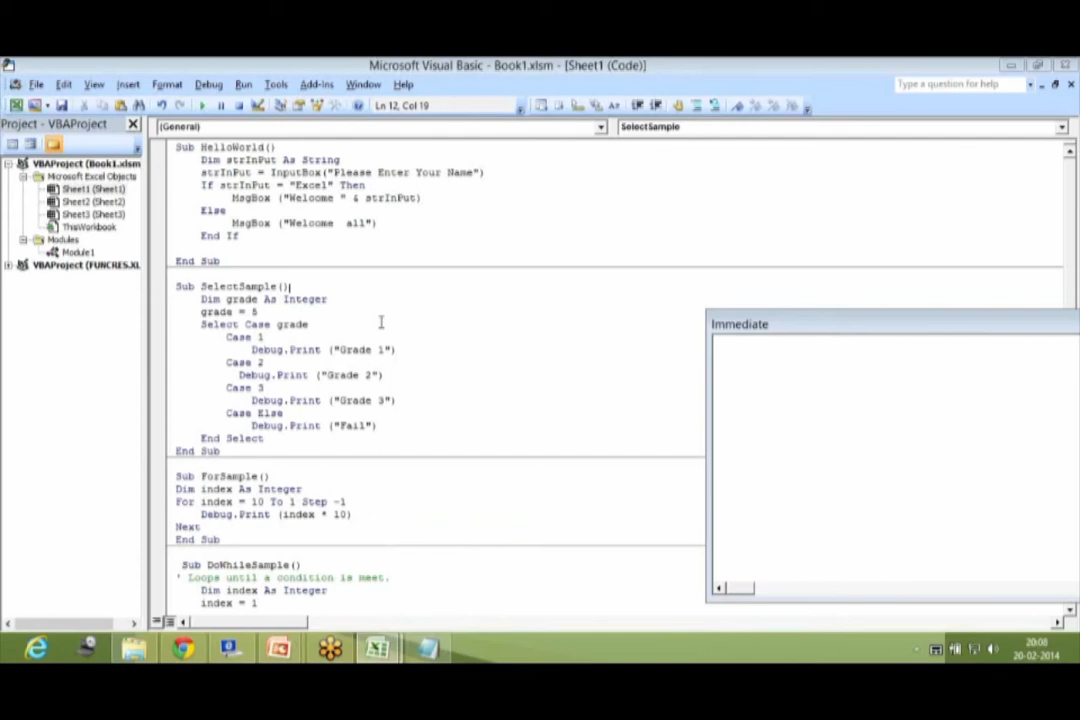 Microsoft Visual Basic - Book1.xlsm - [Sheet1 (Code)]
File Edit View Insert Format Debug Run Tools Add-Ins Window Help
Type a question for help
Ln 12, Col 19
Project - VBAProject
(General)
SelectSample
VBAProject (Book1.xlsm
Microsoft Excel Objects
Sheet1 (Sheet1)
Sheet2 (Sheet2)
Sheet3 (Sheet3)
ThisWorkbook
Modules
Module1
VBAProject (FUNCRES.XL
Sub HelloWorld()
Dim strInPut As String
strInPut = InputBox("Please Enter Your Name")
If strInPut = "Excel" Then
MsgBox ("Welcome " & strInPut)
Else
MsgBox ("Welcome  all")
End If
End Sub
Sub SelectSample()
Dim grade As Integer
grade = 5
Select Case grade
Case 1
Debug.Print ("Grade 1")
Case 2
Debug.Print ("Grade 2")
Case 3
Debug.Print ("Grade 3")
Case Else
Debug.Print ("Fail")
End Select
End Sub
Sub ForSample()
Dim index As Integer
For index = 10 To 1 Step -1
Debug.Print (index * 10)
Next
End Sub
Sub DoWhileSample()
' Loops until a condition is meet.
Dim index As Integer
index = 1
Immediate
20:08
20-02-2014